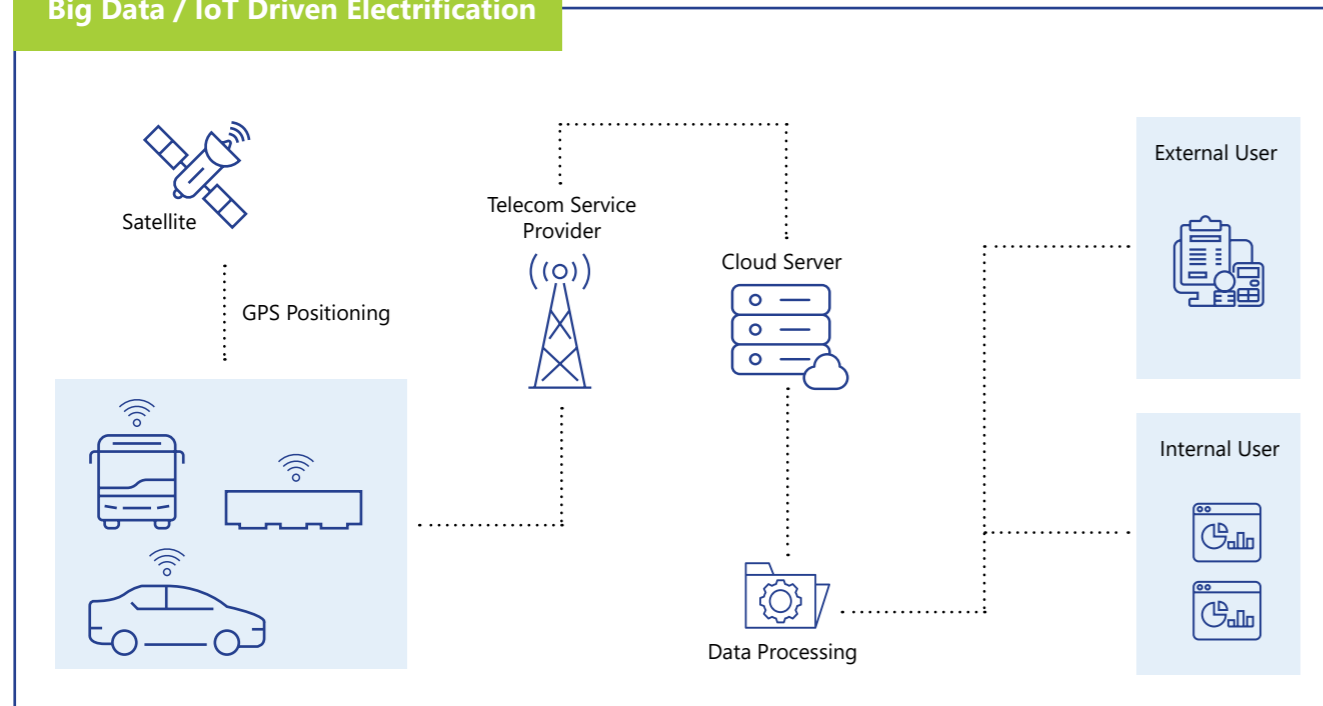 Big Data / IoT Driven Electrification
Satellite
GPS Positioning
Telecom Service
Provider
Cloud Server
Data Processing
External User
Internal User